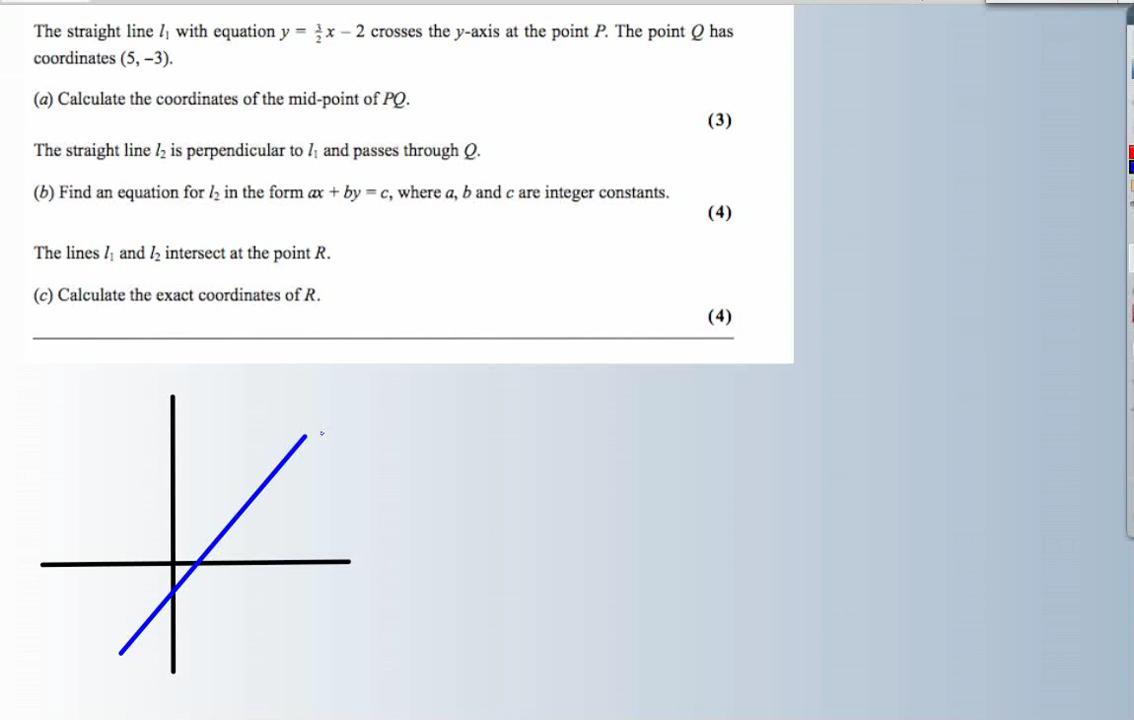 The straight line l₁ with equation y = 3/2 x – 2 crosses the y-axis at the point P. The point Q has
coordinates (5, –3).
(a) Calculate the coordinates of the mid-point of PQ.
(3)
The straight line l₂ is perpendicular to l₁ and passes through Q.
(b) Find an equation for l₂ in the form ax + by = c, where a, b and c are integer constants.
(4)
The lines l₁ and l₂ intersect at the point R.
(c) Calculate the exact coordinates of R.
(4)